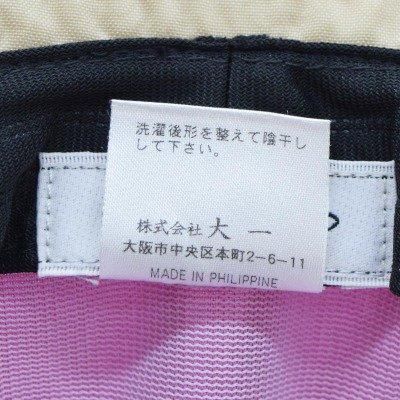 洗濯後形を整えて陰干し
して下さい。
株式会社 大一
大阪市中央区本町2-6-11
MADE IN PHILIPPINE